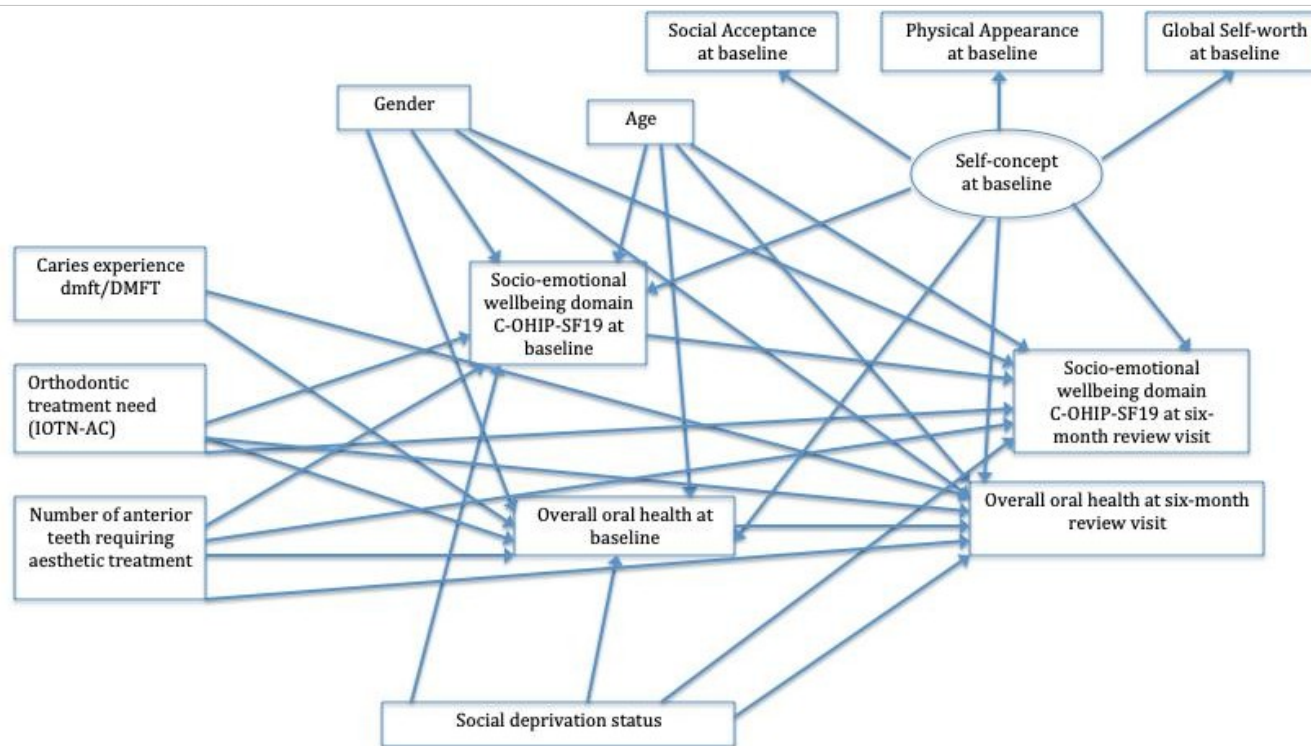 Social Acceptance
at baseline
Physical Appearance
at baseline
Global Self-worth
at baseline
Gender
Age
Self-concept
at baseline
Caries experience
dmft/DMFT
Socio-emotional
wellbeing domain
C-OHIP-SF19 at
baseline
Orthodontic
treatment need
(IOTN-AC)
Socio-emotional
wellbeing domain
C-OHIP-SF19 at six-
month review visit
Number of anterior
teeth requiring
aesthetic treatment
Overall oral health at
baseline
Overall oral health at six-month
review visit
Social deprivation status